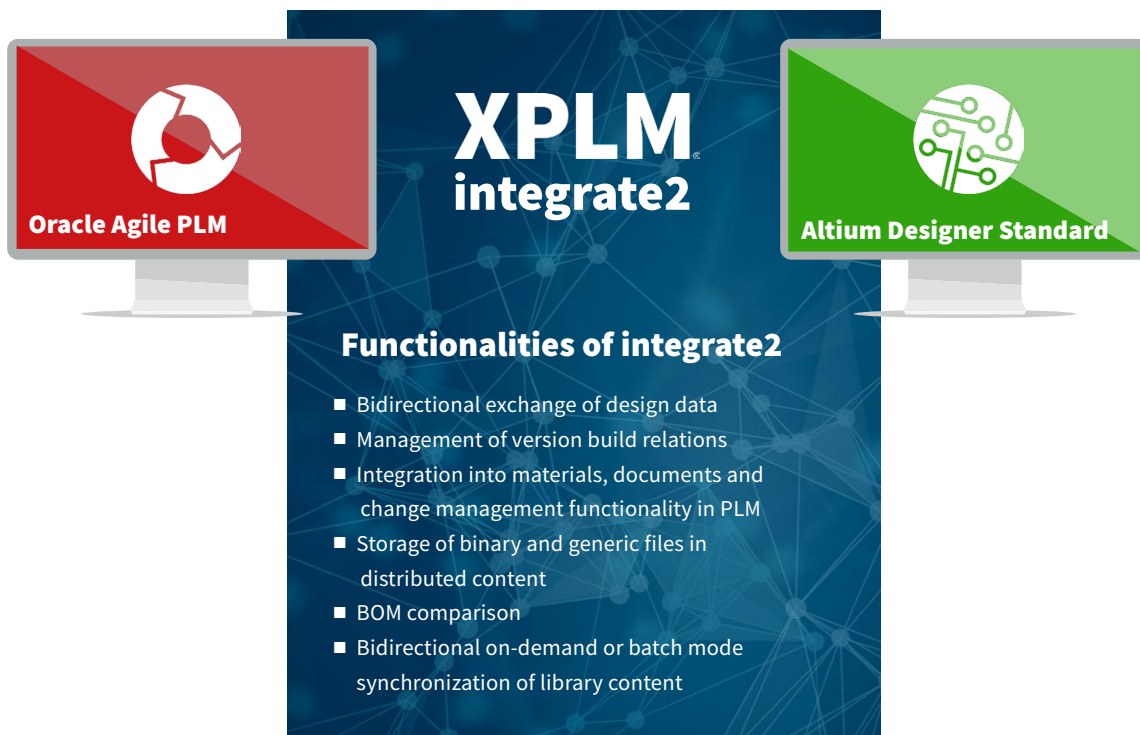 XPLM®
integrate2
Oracle Agile PLM
Altium Designer Standard
Functionalities of integrate2
■ Bidirectional exchange of design data
■ Management of version build relations
■ Integration into materials, documents and
change management functionality in PLM
■ Storage of binary and generic files in
distributed content
■ BOM comparison
■ Bidirectional on-demand or batch mode
synchronization of library content